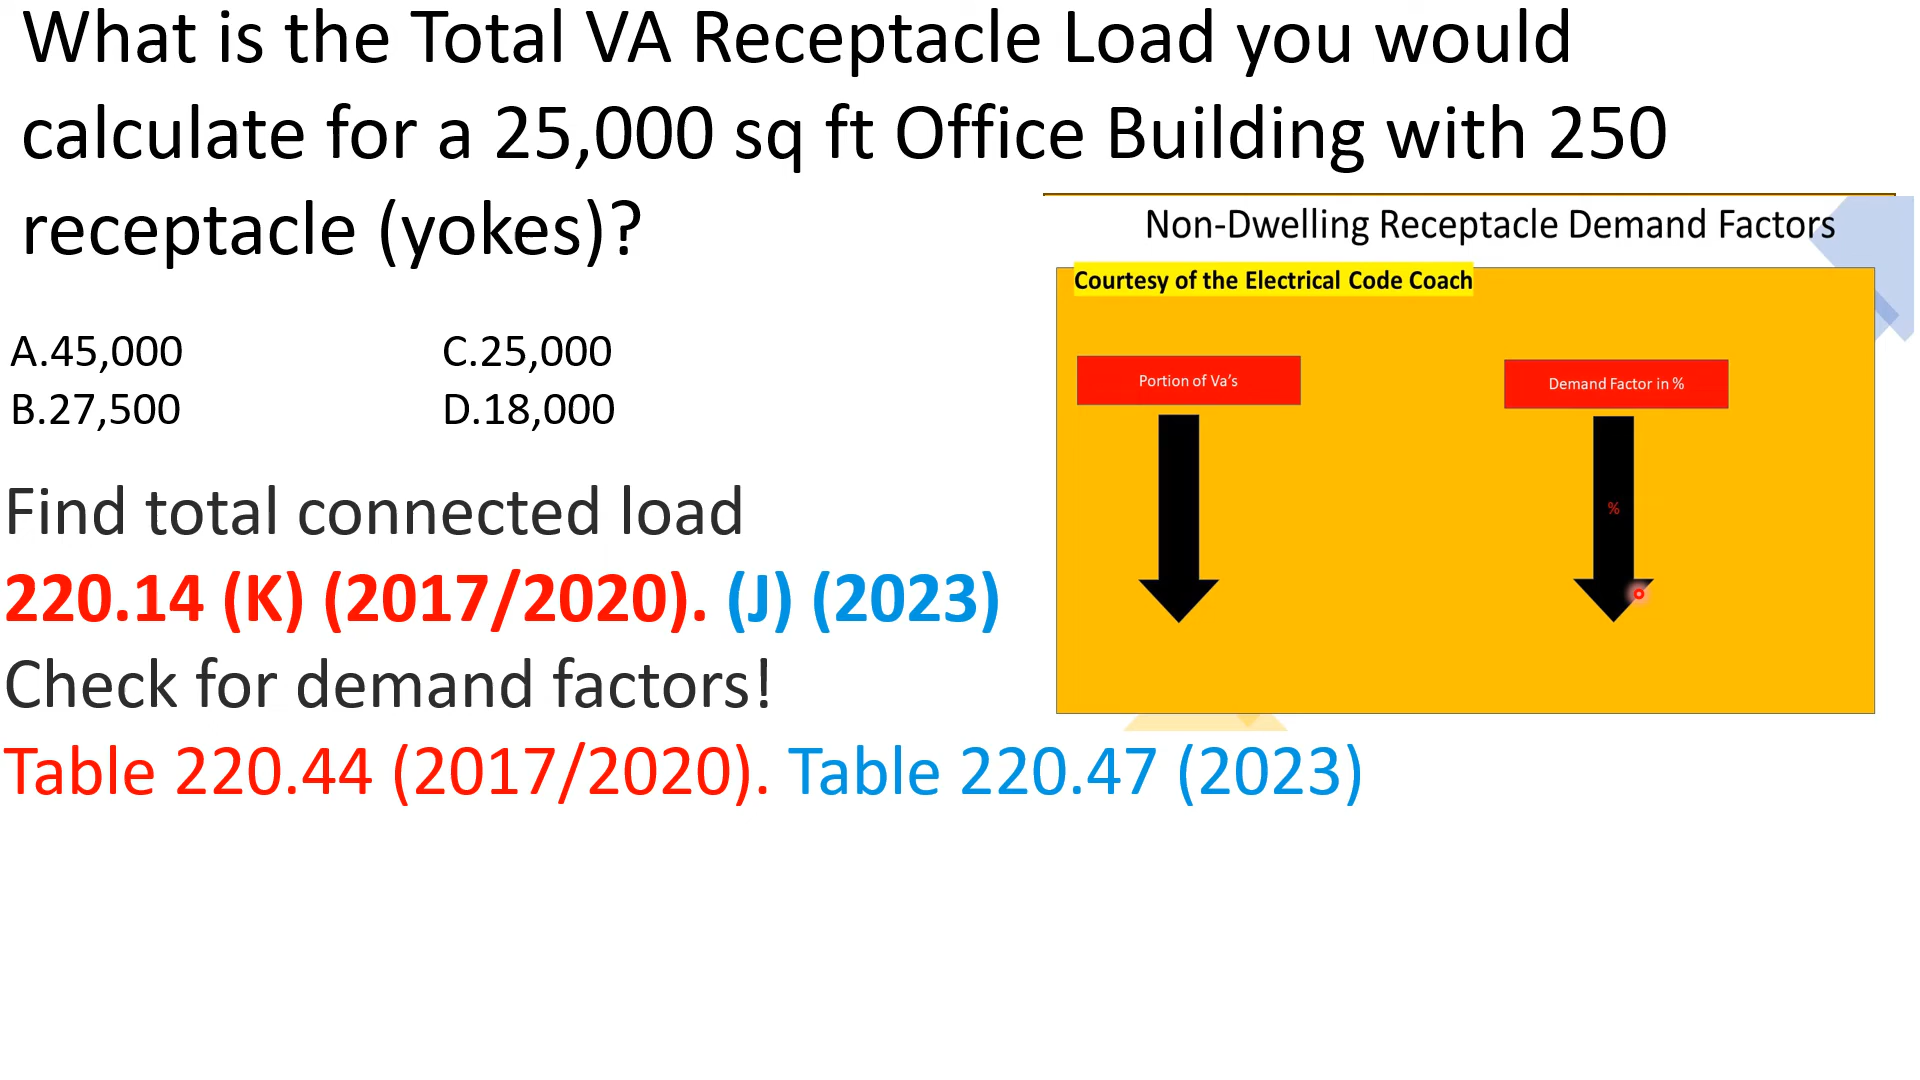 What is the Total VA Receptacle Load you would
calculate for a 25,000 sq ft Office Building with 250
receptacle (yokes)?
Non-Dwelling Receptacle Demand Factors
Courtesy of the Electrical Code Coach
Portion of Va's
Demand Factor in %
%
A.45,000
C.25,000
B.27,500
D.18,000
Find total connected load
220.14 (K) (2017/2020). (J) (2023)
Check for demand factors!
Table 220.44 (2017/2020). Table 220.47 (2023)